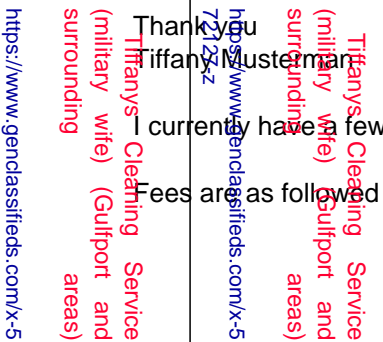 Thank you
Tiffany Musterman
I currently have a few
Fees are as followed
Tiffanys Cleaning Service
(military wife) (Gulfport and
surrounding areas)
https://www.genclassifieds.com/x-5
Tiffanys Cleaning Service
(military wife) (Gulfport and
surrounding areas)
https://www.genclassifieds.com/x-5
72127-z